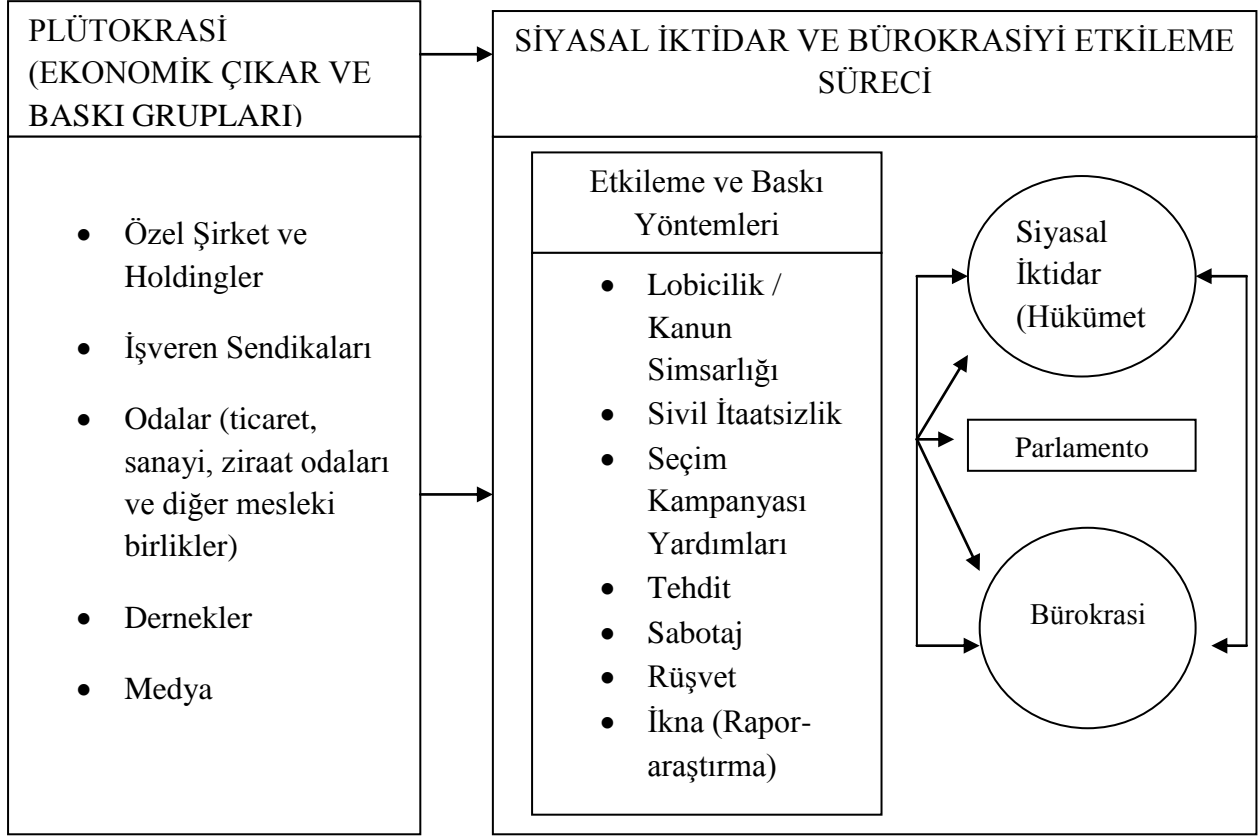 PLÜTOKRASİ
(EKONOMİK ÇIKAR VE
BASKI GRUPLARI)
• Özel Şirket ve
Holdingler
• İşveren Sendikaları
• Odalar (ticaret,
sanayi, ziraat odaları
ve diğer mesleki
birlikler)
• Dernekler
• Medya
SİYASAL İKTİDAR VE BÜROKRASİYİ ETKİLEME
SÜRECİ
Etkileme ve Baskı
Yöntemleri
• Lobicilik /
Kanun
Simsarlığı
• Sivil İtaatsizlik
• Seçim
Kampanyası
Yardımları
• Tehdit
• Sabotaj
• Rüşvet
• İkna (Rapor-
araştırma)
Siyasal
İktidar
(Hükümet
Parlamento
Bürokrasi